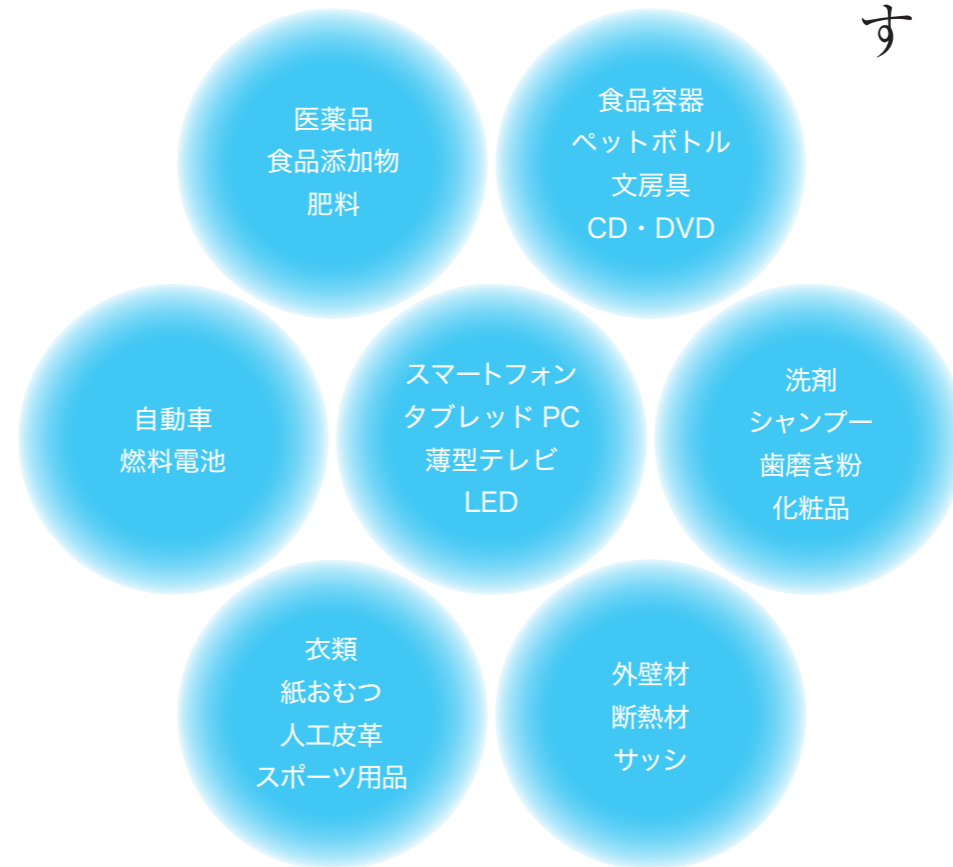 す
医薬品
食品添加物
肥料
食品容器
ペットボトル
文房具
CD・DVD
自動車
燃料電池
スマートフォン
タブレッド PC
薄型テレビ
LED
洗剤
シャンプー
歯磨き粉
化粧品
衣類
紙おむつ
人工皮革
スポーツ用品
外壁材
断熱材
サッシ